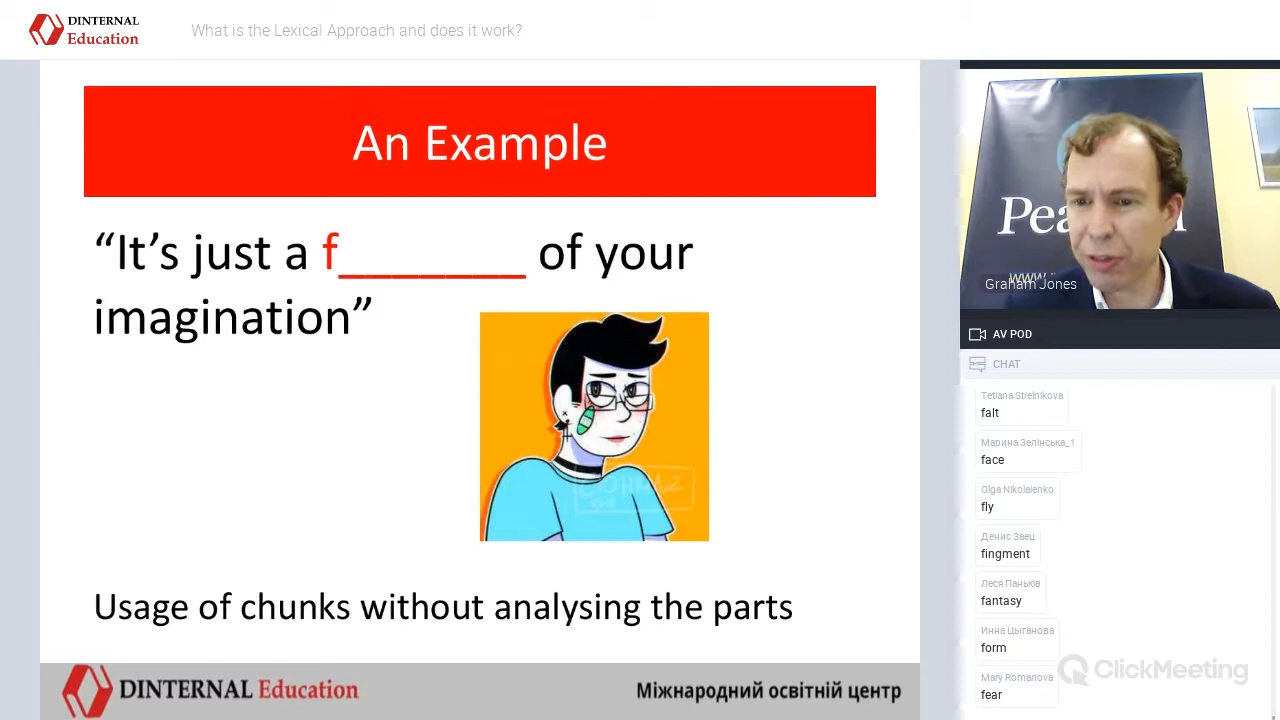 DINTERNAL
Education
What is the Lexical Approach and does it work?
An Example
“It’s just a f_______ of your
imagination”
Usage of chunks without analysing the parts
DINTERNAL Education
Міжнародний освітній центр
Graham Jones
AV POD
CHAT
Tetiana Strelnikova
falt
Марина Зелінська_1
face
Olga Nikolaienko
fly
Денис Заец
fingment
Леся Паньків
fantasy
Инна Цыганова
form
Mary Romanova
fear
ClickMeeting